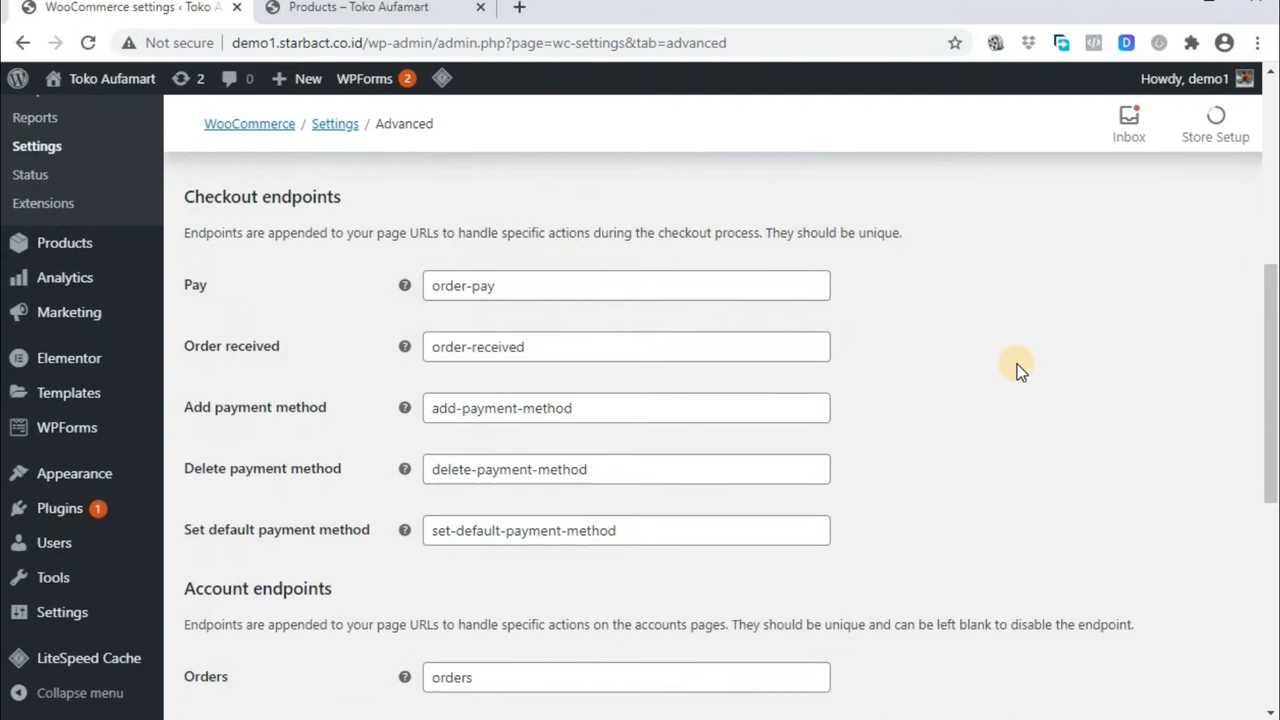 WooCommerce settings ‹ Toko A
Products – Toko Aufamart
Not secure
demo1.starbact.co.id/wp-admin/admin.php?page=wc-settings&tab=advanced
Toko Aufamart
2
0
New
WPForms 2
Howdy, demo1
Reports
Settings
Status
Extensions
Products
Analytics
Marketing
Elementor
Templates
WPForms
Appearance
Plugins 1
Users
Tools
Settings
LiteSpeed Cache
Collapse menu
WooCommerce / Settings / Advanced
Inbox
Store Setup
Checkout endpoints
Endpoints are appended to your page URLs to handle specific actions during the checkout process. They should be unique.
Pay
order-pay
Order received
order-received
Add payment method
add-payment-method
Delete payment method
delete-payment-method
Set default payment method
set-default-payment-method
Account endpoints
Endpoints are appended to your page URLs to handle specific actions on the accounts pages. They should be unique and can be left blank to disable the endpoint.
Orders
orders